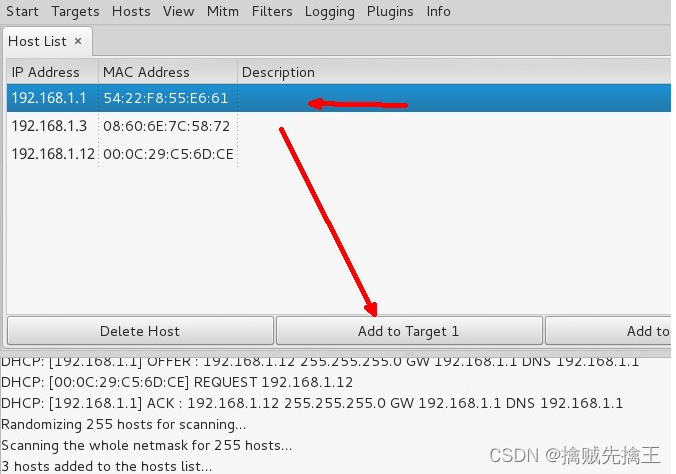 Start Targets Hosts View Mitm Filters Logging Plugins Info
Host List ×
IP Address MAC Address Description
192.168.1.1 54:22:F8:55:E6:61
192.168.1.3 08:60:6E:7C:58:72
192.168.1.12 00:0C:29:C5:6D:CE
Delete Host Add to Target 1 Add to
DHCP: [192.168.1.1] OFFER : 192.168.1.12 255.255.255.0 GW 192.168.1.1 DNS 192.168.1.1
DHCP: [00:0C:29:C5:6D:CE] REQUEST 192.168.1.12
DHCP: [192.168.1.1] ACK : 192.168.1.12 255.255.255.0 GW 192.168.1.1 DNS 192.168.1.1
Randomizing 255 hosts for scanning...
Scanning the whole netmask for 255 hosts...
3 hosts added to the hosts list...
CSDN @擒贼先擒王